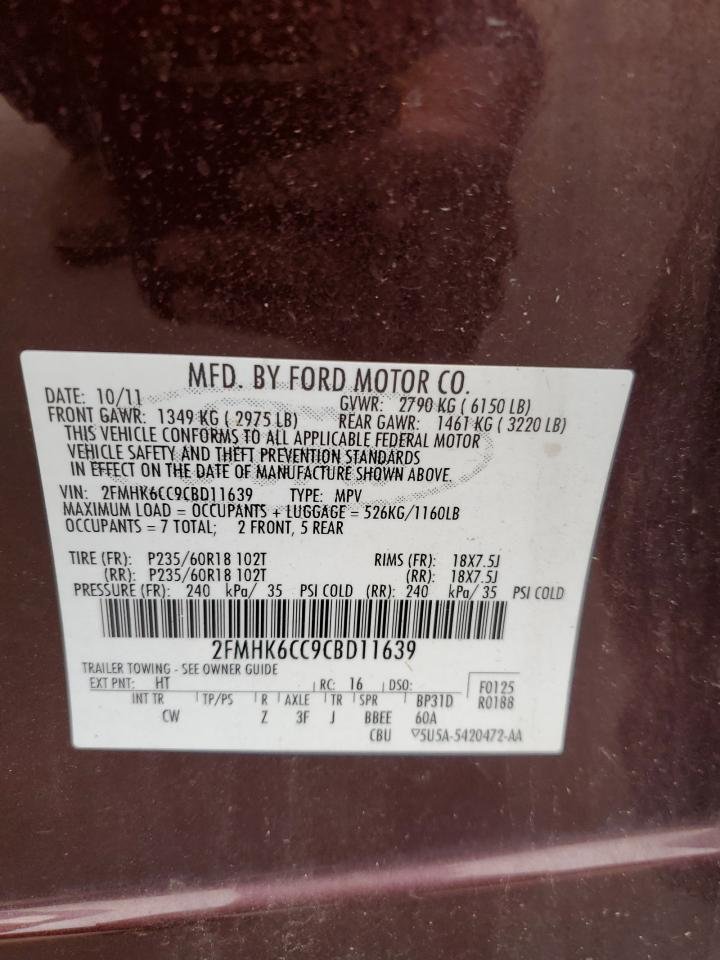 MFD. BY FORD MOTOR CO.
DATE: 10/11 GVWR: 2790 KG ( 6150 LB)
FRONT GAWR: 1349 KG ( 2975 LB) REAR GAWR: 1461 KG ( 3220 LB)
THIS VEHICLE CONFORMS TO ALL APPLICABLE FEDERAL MOTOR
VEHICLE SAFETY AND THEFT PREVENTION STANDARDS
IN EFFECT ON THE DATE OF MANUFACTURE SHOWN ABOVE.
VIN: 2FMHK6CC9CBD11639 TYPE: MPV
MAXIMUM LOAD = OCCUPANTS + LUGGAGE = 526KG/1160LB
OCCUPANTS = 7 TOTAL; 2 FRONT, 5 REAR
TIRE (FR): P235/60R18 102T RIMS (FR): 18X7.5J
(RR): P235/60R18 102T (RR): 18X7.5J
PRESSURE (FR): 240 kPa/ 35 PSI COLD (RR): 240 kPa/ 35 PSI COLD
2FMHK6CC9CBD11639
TRAILER TOWING - SEE OWNER GUIDE
EXT PNT: HT RC: 16 DSO: F0125
INT TR TP/PS R AXLE TR SPR BP31D R0188
CW Z 3F J BBEE 60A
CBU ▽5U5A-5420472-AA